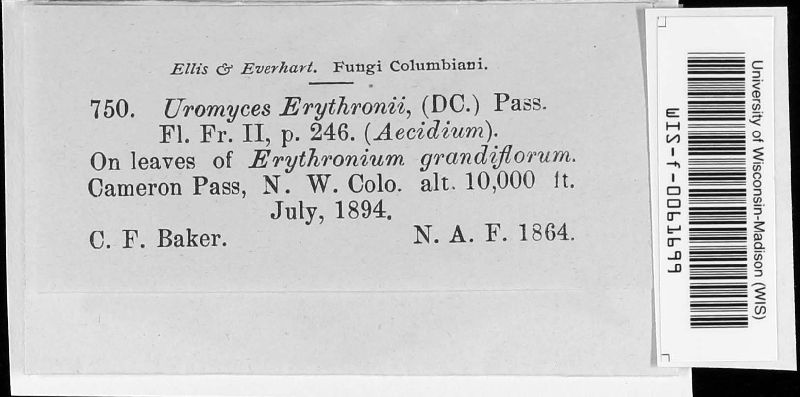 Ellis & Everhart. Fungi Columbiani.
750. Uromyces Erythronii, (DC.) Pass.
Fl. Fr. II, p. 246. (Aecidium).
On leaves of Erythronium grandiflorum.
Cameron Pass, N. W. Colo. alt. 10,000 ft.
July, 1894.
C. F. Baker. N. A. F. 1864.
University of Wisconsin-Madison (WIS)
WIS-f-0091699